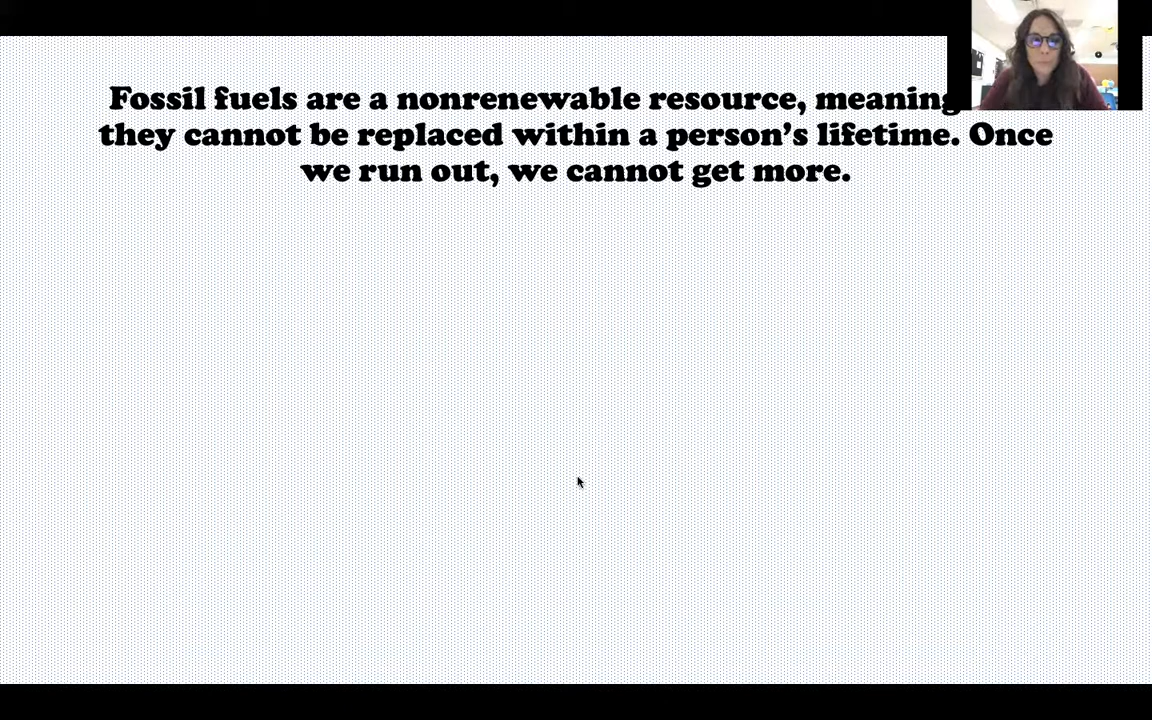 Fossil fuels are a nonrenewable resource, meaning
they cannot be replaced within a person’s lifetime. Once
we run out, we cannot get more.